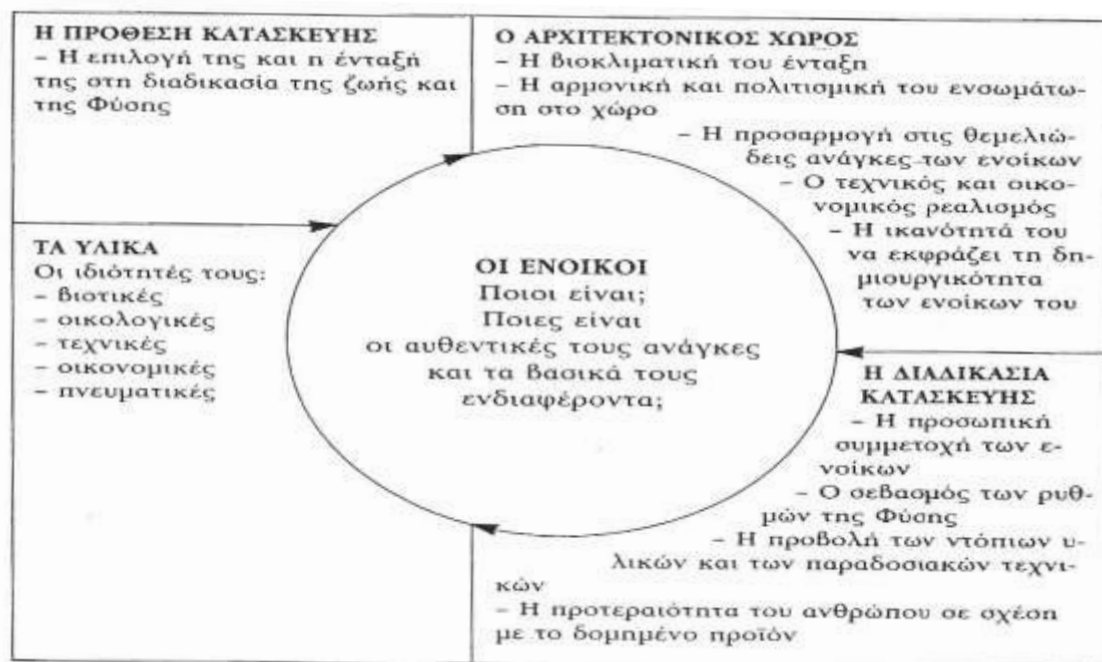 Η ΠΡΟΘΕΣΗ ΚΑΤΑΣΚΕΥΗΣ
– Η επιλογή της και η ένταξή
της στη διαδικασία της ζωής και
της Φύσης
Ο ΑΡΧΙΤΕΚΤΟΝΙΚΟΣ ΧΩΡΟΣ
– Η βιοκλιματική του ένταξη
– Η αρμονική και πολιτισμική του ενσωμάτω-
ση στο χώρο
– Η προσαρμογή στις θεμελιώ-
δεις ανάγκες των ενοίκων
– Ο τεχνικός και οικο-
νομικός ρεαλισμός
– Η ικανότητά του
να εκφράζει τη δη-
μιουργικότητα
των ενοίκων του
ΤΑ ΥΛΙΚΑ
Οι ιδιότητές τους:
– βιοτικές
– οικολογικές
– τεχνικές
– οικονομικές
– πνευματικές
ΟΙ ΕΝΟΙΚΟΙ
Ποιοι είναι;
Ποιες είναι
οι αυθεντικές τους ανάγκες
και τα βασικά τους
ενδιαφέροντα;
Η ΔΙΑΔΙΚΑΣΙΑ
ΚΑΤΑΣΚΕΥΗΣ
– Η προσωπική
συμμετοχή των ε-
νοίκων
– Ο σεβασμός των ρυθ-
μών της Φύσης
– Η προβολή των ντόπιων υ-
λικών και των παραδοσιακών τεχνι-
κών
– Η προτεραιότητα του ανθρώπου σε σχέση
με το δομημένο προϊόν